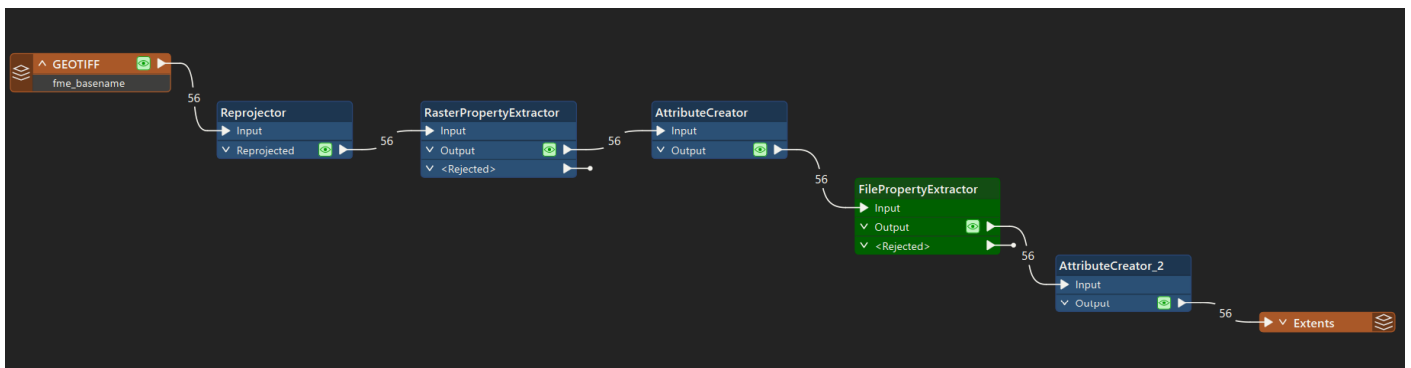 GEOTIFF
fme_basename
56
Reprojector
Input
Reprojected
56
RasterPropertyExtractor
Input
Output
<Rejected>
56
AttributeCreator
Input
Output
56
FilePropertyExtractor
Input
Output
<Rejected>
56
AttributeCreator_2
Input
Output
56
Extents